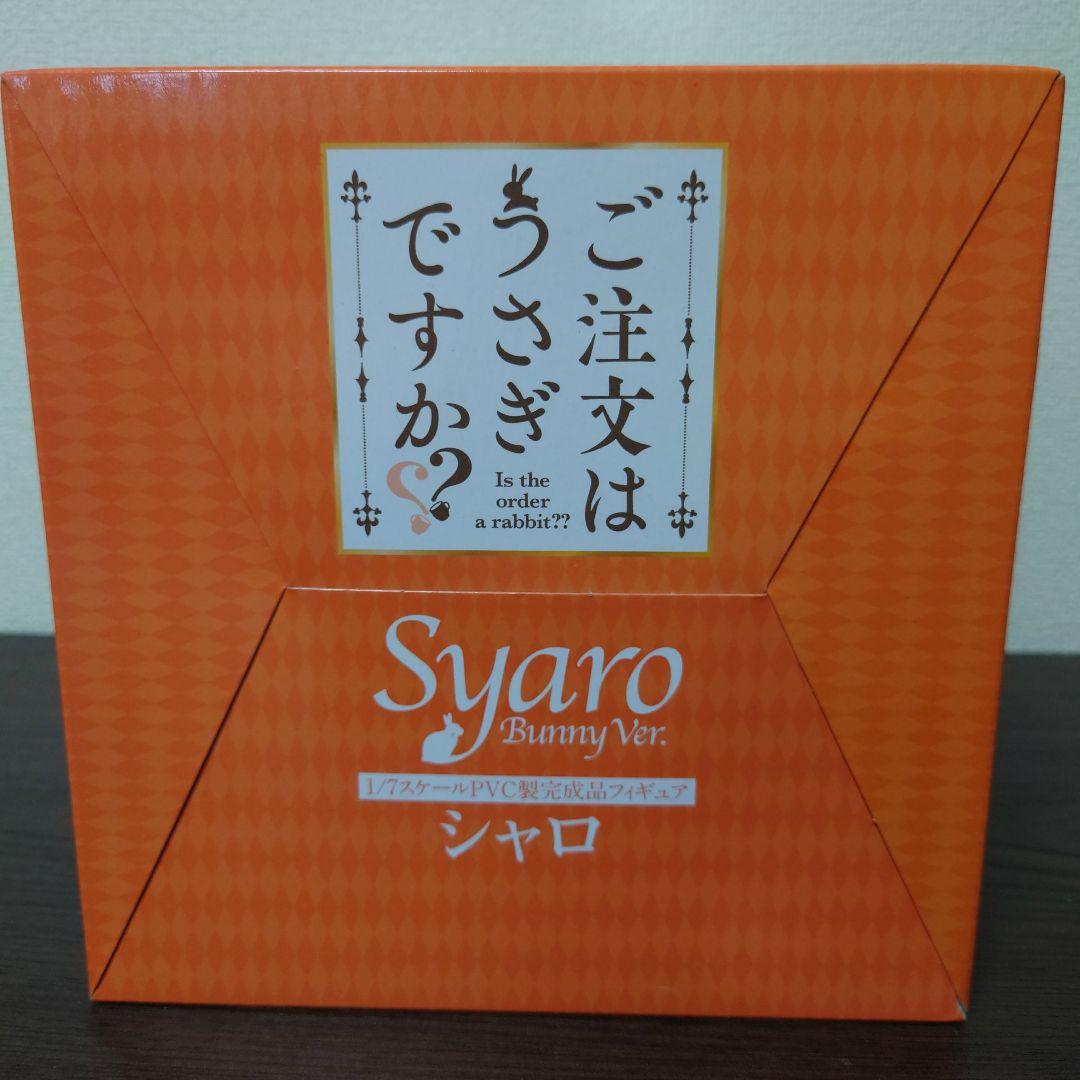 ご注文は
うさぎ
ですか??
Is the
order
a rabbit??
Syaro
Bunny Ver.
1/7スケールPVC製完成品フィギュア
シャロ